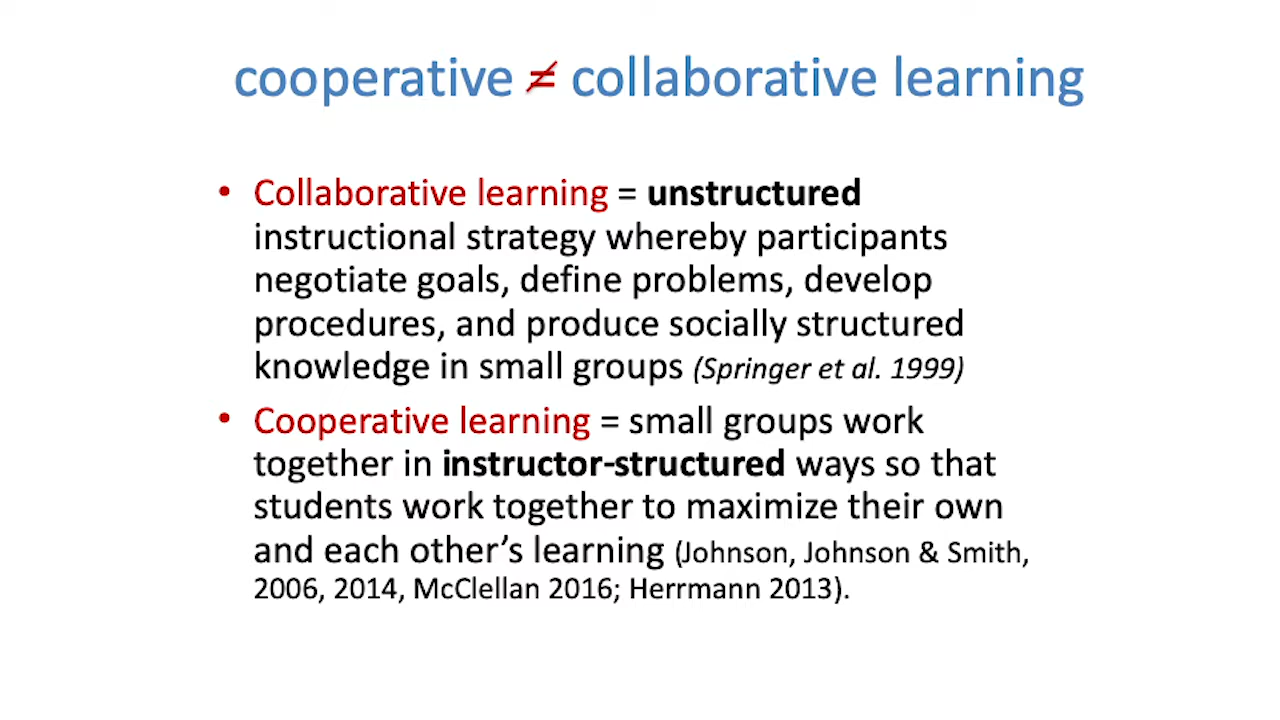 cooperative ≠ collaborative learning
• Collaborative learning = unstructured
instructional strategy whereby participants
negotiate goals, define problems, develop
procedures, and produce socially structured
knowledge in small groups (Springer et al. 1999)
• Cooperative learning = small groups work
together in instructor-structured ways so that
students work together to maximize their own
and each other’s learning (Johnson, Johnson & Smith,
2006, 2014, McClellan 2016; Herrmann 2013).